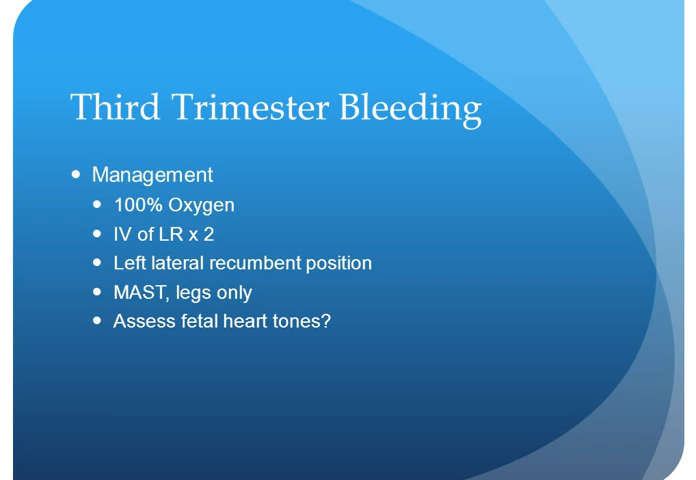 Third Trimester Bleeding
• Management
• 100% Oxygen
• IV of LR x 2
• Left lateral recumbent position
• MAST, legs only
• Assess fetal heart tones?